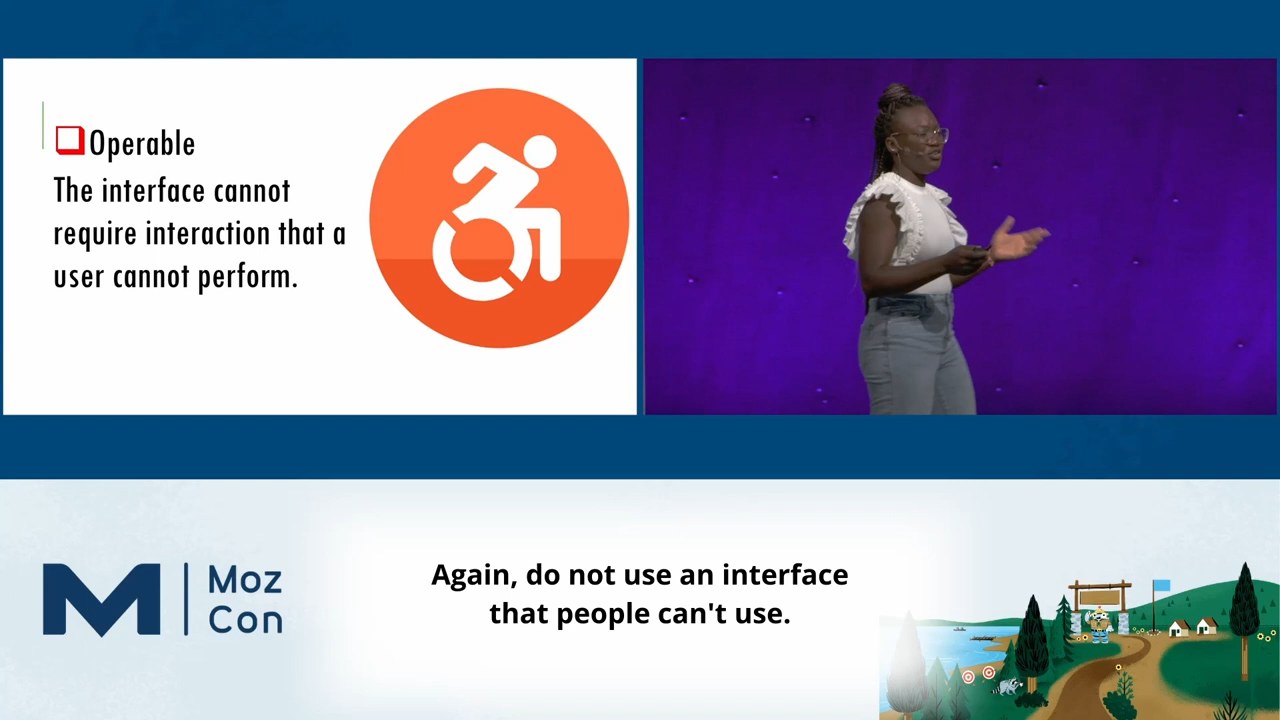 Operable
The interface cannot
require interaction that a
user cannot perform.
Moz
Con
Again, do not use an interface
that people can't use.